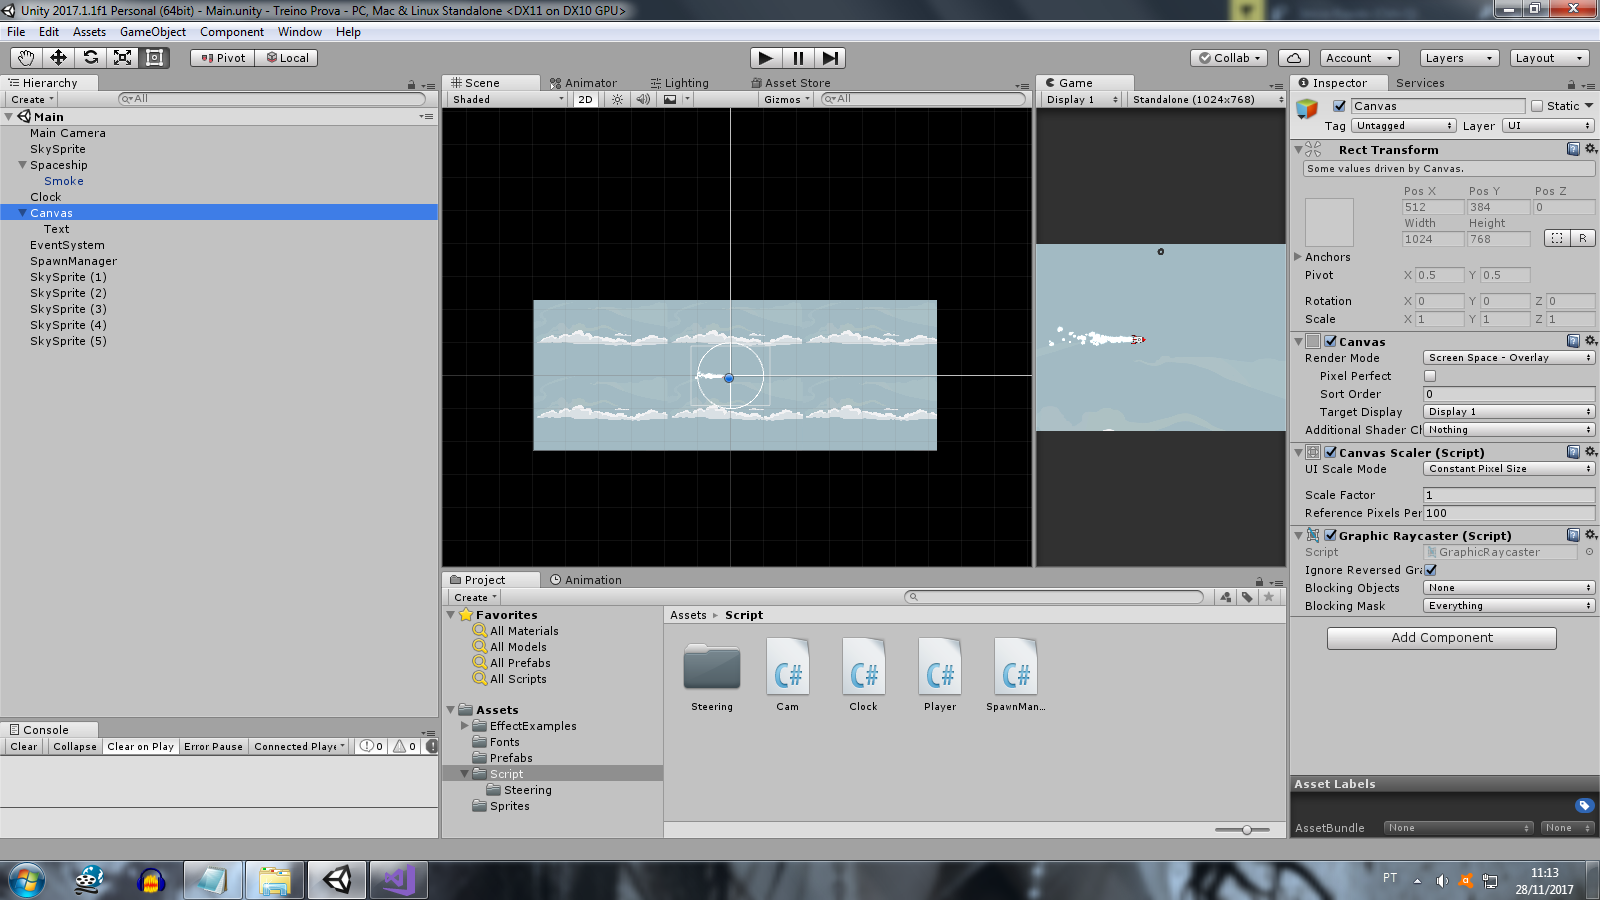 Unity 2017.1.1f1 Personal (64bit) - Main.unity - Treino Prova - PC, Mac & Linux Standalone <DX11 on DX10 GPU>
File Edit Assets GameObject Component Window Help
Pivot Local Collab Account Layers Layout
Hierarchy
Create All
Main
Main Camera
SkySprite
Spaceship
Smoke
Clock
Canvas
Text
EventSystem
SpawnManager
SkySprite (1)
SkySprite (2)
SkySprite (3)
SkySprite (4)
SkySprite (5)
Console
Clear Collapse Clear on Play Error Pause Connected Playe 0 0
Scene Animator Lighting Asset Store
Shaded 2D Gizmos All
Game
Display 1 Standalone (1024x768)
Project Animation
Create
Favorites
All Materials
All Models
All Prefabs
All Scripts
Assets
EffectExamples
Fonts
Prefabs
Script
Steering
Sprites
Assets Script
Steering Cam Clock Player SpawnMan...
Inspector Services
Canvas Static
Tag Untagged Layer UI
Rect Transform
Some values driven by Canvas.
Pos X Pos Y Pos Z
512 384 0
Width Height
1024 768 R
Anchors
Pivot X 0.5 Y 0.5
Rotation X 0 Y 0 Z 0
Scale X 1 Y 1 Z 1
Canvas
Render Mode Screen Space - Overlay
Pixel Perfect
Sort Order 0
Target Display Display 1
Additional Shader Cl Nothing
Canvas Scaler (Script)
UI Scale Mode Constant Pixel Size
Scale Factor 1
Reference Pixels Per 100
Graphic Raycaster (Script)
Script GraphicRaycaster
Ignore Reversed Gra
Blocking Objects None
Blocking Mask Everything
Add Component
Asset Labels
AssetBundle None None
PT 11:13
28/11/2017